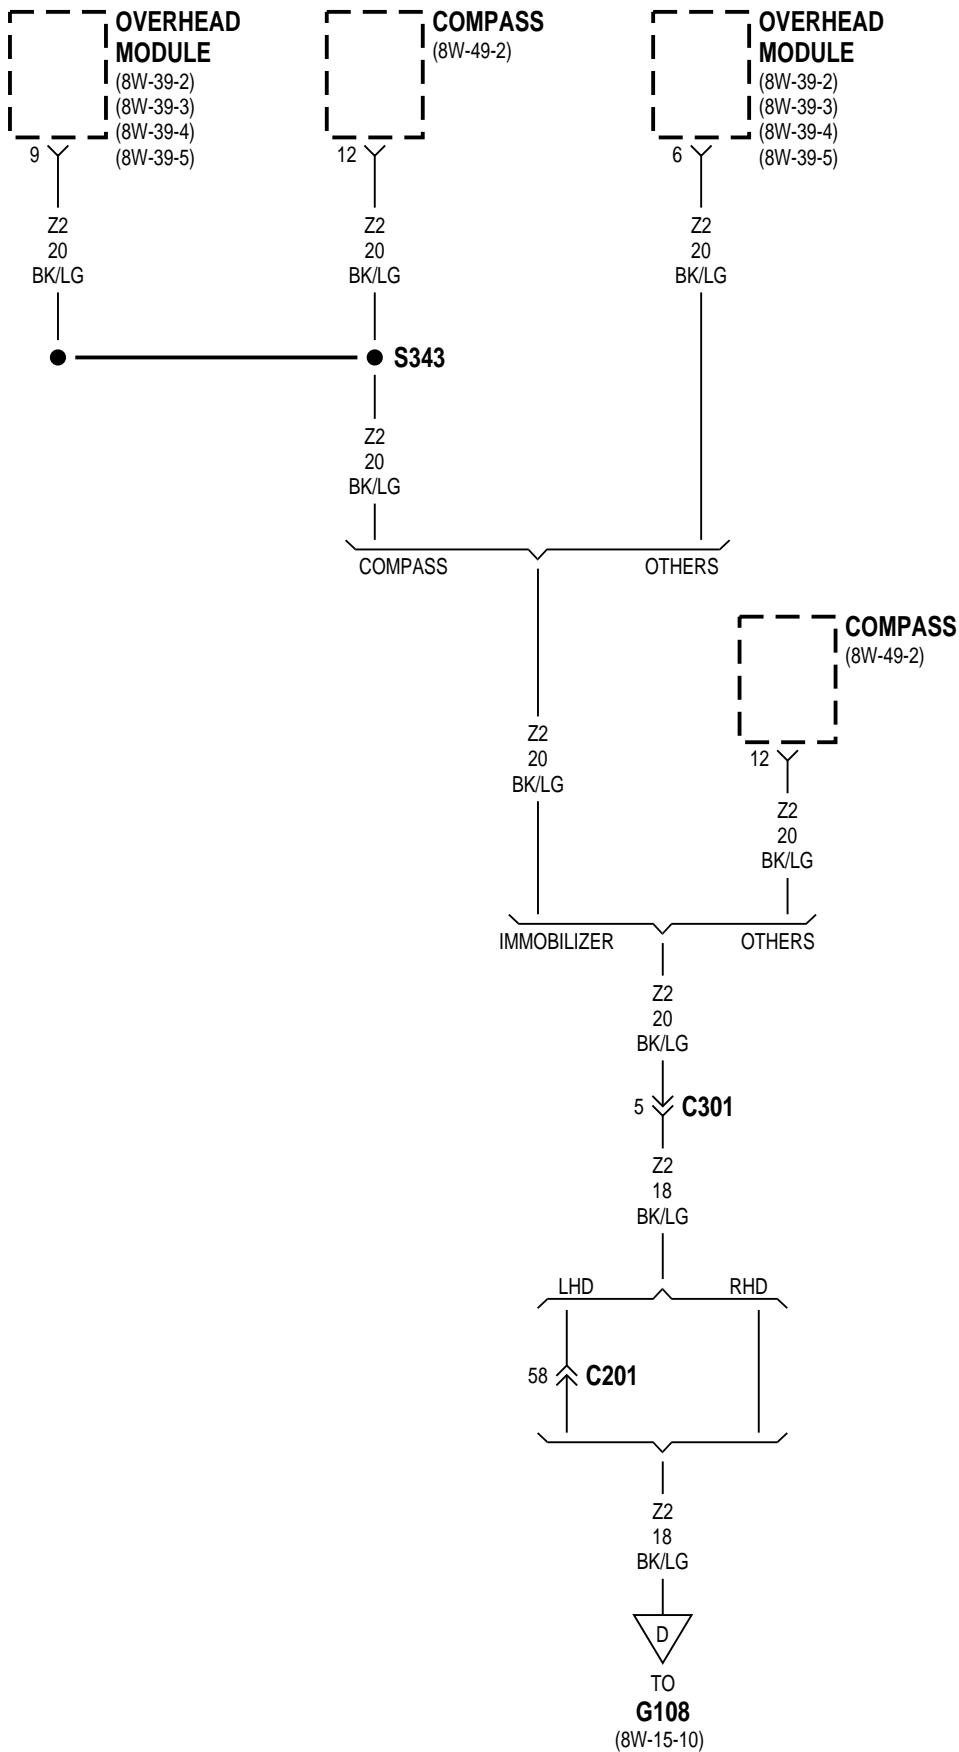 OVERHEAD
MODULE
(8W-39-2)
(8W-39-3)
(8W-39-4)
(8W-39-5)
9
Z2
20
BK/LG
COMPASS
(8W-49-2)
12
Z2
20
BK/LG
OVERHEAD
MODULE
(8W-39-2)
(8W-39-3)
(8W-39-4)
(8W-39-5)
6
Z2
20
BK/LG
S343
Z2
20
BK/LG
COMPASS
OTHERS
Z2
20
BK/LG
COMPASS
(8W-49-2)
12
Z2
20
BK/LG
IMMOBILIZER
OTHERS
Z2
20
BK/LG
5
C301
Z2
18
BK/LG
LHD
RHD
58
C201
Z2
18
BK/LG
D
TO
G108
(8W-15-10)